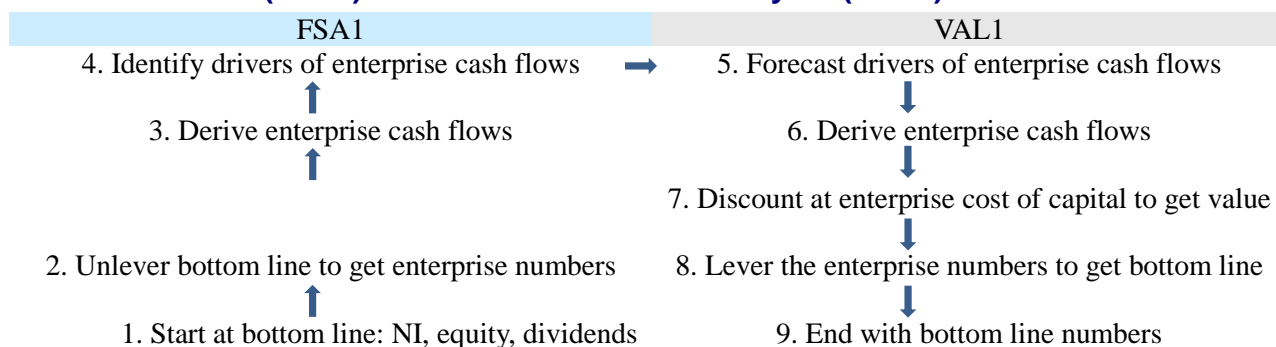 FSA1
VAL1
4. Identify drivers of enterprise cash flows
5. Forecast drivers of enterprise cash flows
3. Derive enterprise cash flows
6. Derive enterprise cash flows
7. Discount at enterprise cost of capital to get value
2. Unlever bottom line to get enterprise numbers
8. Lever the enterprise numbers to get bottom line
1. Start at bottom line: NI, equity, dividends
9. End with bottom line numbers